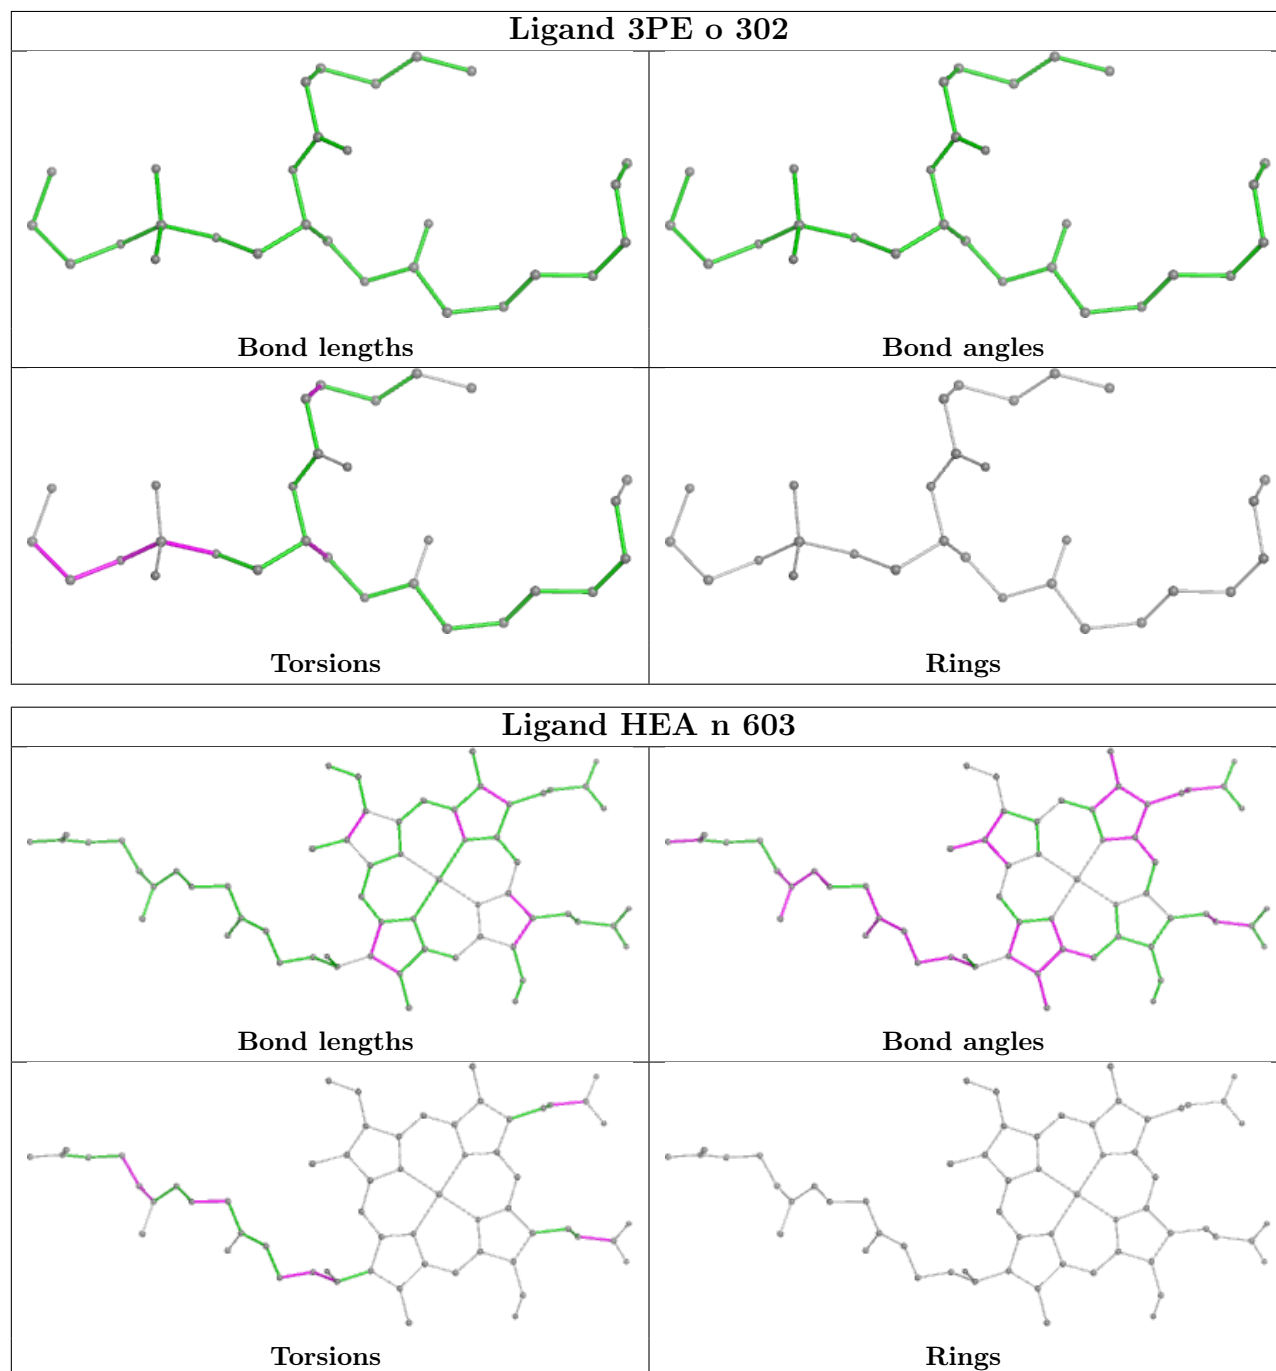 Ligand 3PE o 302
Bond lengths
Bond angles
Torsions
Rings
Ligand HEA n 603
Bond lengths
Bond angles
Torsions
Rings